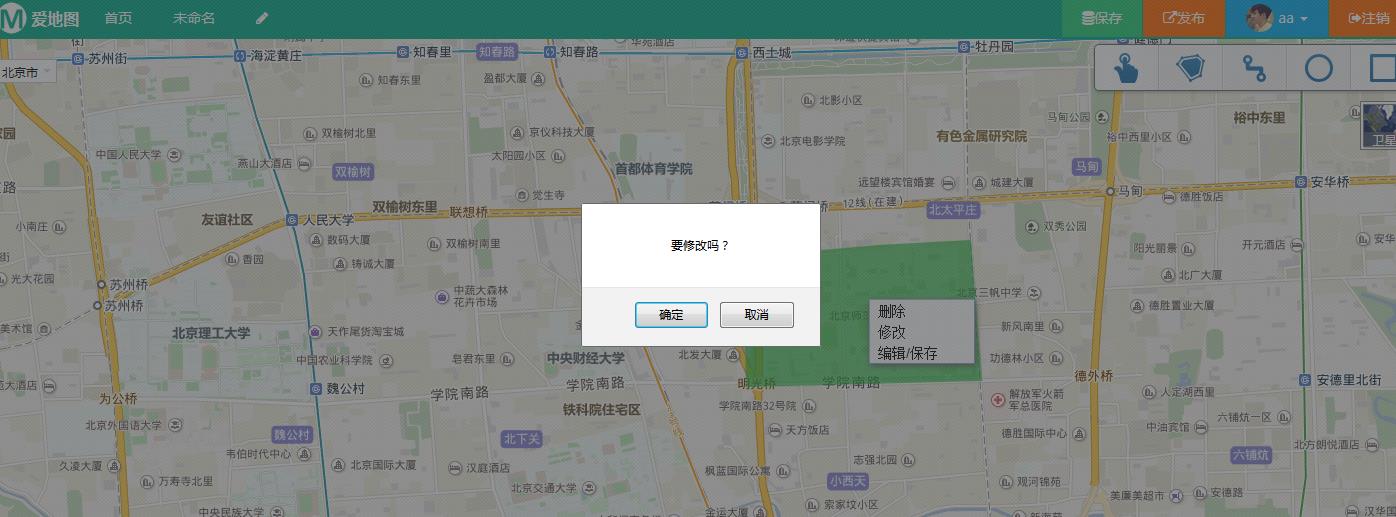 爱地图
首页
未命名
保存
发布
aa
注销
北京市
苏州街
海淀黄庄
知春里
知春路
知春路
西土城
牡丹园
知春东里
盈都大厦
北影小区
马甸公园
裕中东里
双榆树北里
京仪科技大厦
北京电影学院
有色金属研究院
裕中西里小区
卫星
中国人民大学
燕山大酒店
太阳园小区
双榆树
首都体育学院
马甸
远望楼宾馆婚宴
城建大厦
马甸
安华桥
觉生寺
12线(在建)
德胜饭店
友谊社区
人民大学
双榆树东里
联想桥
北太平庄
小南庄
数码大厦
双榆树南里
要修改吗？
双秀公园
阳光丽景
开元酒店
安华
香园
铸诚大厦
光大花园
北广大厦
苏州桥
中蔬大森林
花卉市场
北京三帆中学
苏州桥
确定
取消
删除
修改
编辑/保存
德胜置业大厦
美术馆
北京理工大学
天作尾货淘宝城
北京师
新风南里
中国农业科学院
皂君东里
中央财经大学
北发大厦
功德林小区
魏公村
学院南路
学院南路
明光桥
学院南路
德外桥
安德里北街
为公桥
铁科院住宅区
学院南路32号院
解放军火箭
军总医院
人定湖西里
北京外国语大学
六铺炕一区
魏公村
北下关
天方饭店
德胜国际中心
中油宾馆
北方朗悦酒店
韦伯时代中心
久凌大厦
北京国际大厦
汉庭酒店
枫蓝国际公寓
志强北园
六铺炕
万寿寺北里
北京交通大学
小西天
观河锦苑
美廉美超市
安德路
索家坟小区
金运大厦
中央民族大学
汉华国